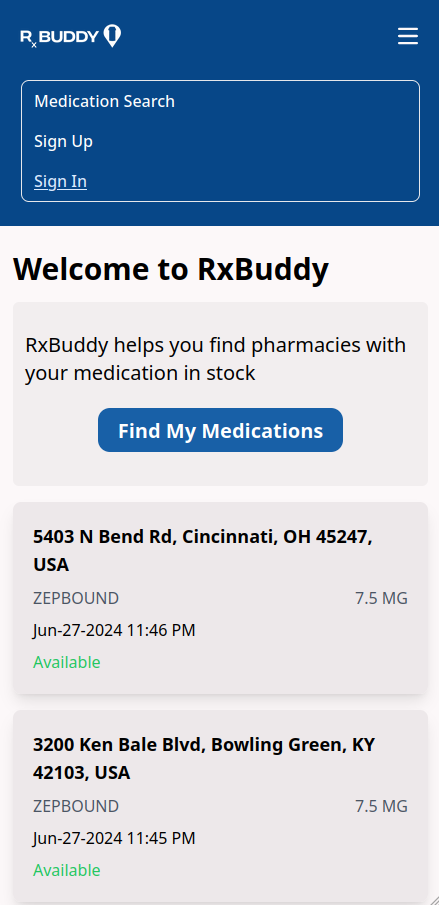 RxBUDDY
Medication Search
Sign Up
Sign In
Welcome to RxBuddy
RxBuddy helps you find pharmacies with
your medication in stock
Find My Medications
5403 N Bend Rd, Cincinnati, OH 45247,
USA
ZEPBOUND 7.5 MG
Jun-27-2024 11:46 PM
Available
3200 Ken Bale Blvd, Bowling Green, KY
42103, USA
ZEPBOUND 7.5 MG
Jun-27-2024 11:45 PM
Available